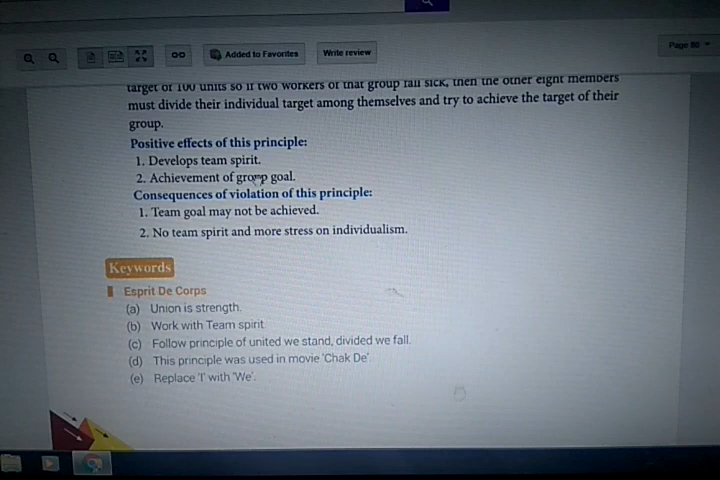 Added to Favorites
Write review
Page 80
target of 100 units so if two workers of that group fall sick, then the other eight members
must divide their individual target among themselves and try to achieve the target of their
group.
Positive effects of this principle:
1. Develops team spirit.
2. Achievement of group goal.
Consequences of violation of this principle:
1. Team goal may not be achieved.
2. No team spirit and more stress on individualism.
Keywords
Esprit De Corps
(a) Union is strength.
(b) Work with Team spirit
(c) Follow principle of united we stand, divided we fall.
(d) This principle was used in movie 'Chak De'
(e) Replace 'I' with 'We'.